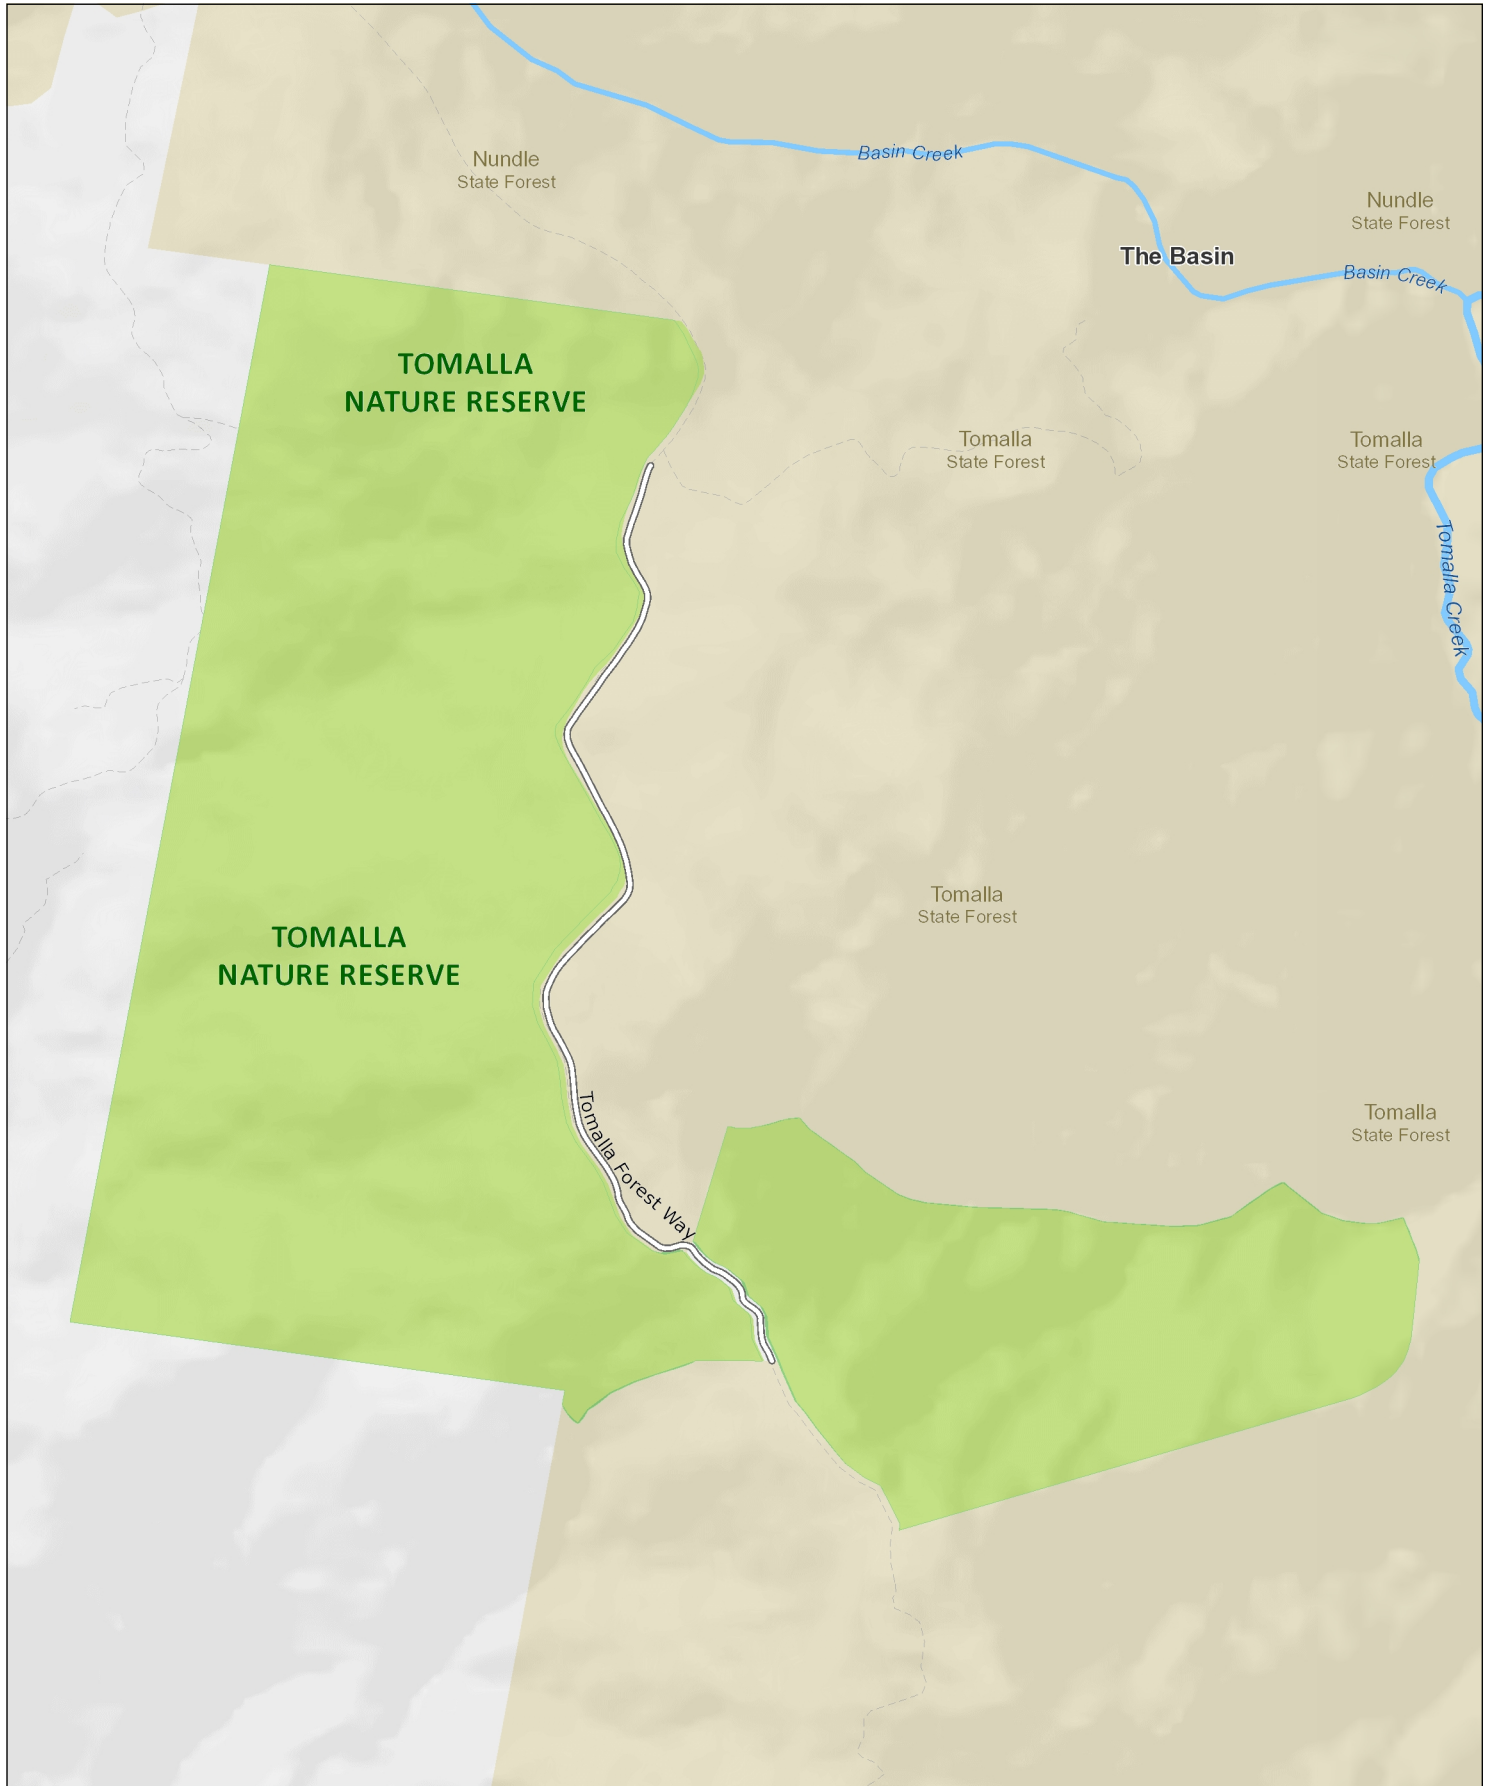 Basin Creek
Nundle
State Forest
Nundle
State Forest
The Basin
Basin Creek
TOMALLA
NATURE RESERVE
Tomalla
State Forest
Tomalla
State Forest
Tomalla Creek
Tomalla
State Forest
TOMALLA
NATURE RESERVE
Tomalla Forest Way
Tomalla
State Forest